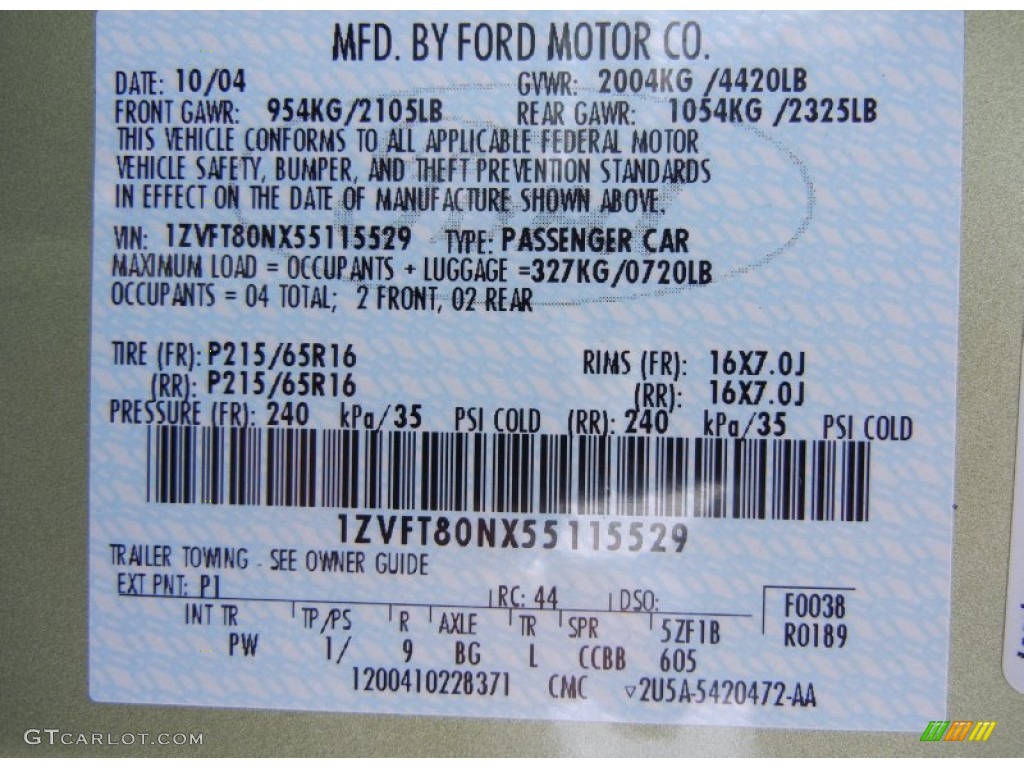 MFD. BY FORD MOTOR CO.
DATE: 10/04 GVWR: 2004KG /4420LB
FRONT GAWR: 954KG/2105LB REAR GAWR: 1054KG /2325LB
THIS VEHICLE CONFORMS TO ALL APPLICABLE FEDERAL MOTOR
VEHICLE SAFETY, BUMPER, AND THEFT PREVENTION STANDARDS
IN EFFECT ON THE DATE OF MANUFACTURE SHOWN ABOVE.
VIN: 1ZVFT80NX55115529 TYPE: PASSENGER CAR
MAXIMUM LOAD = OCCUPANTS + LUGGAGE =327KG/0720LB
OCCUPANTS = 04 TOTAL; 2 FRONT, 02 REAR
TIRE (FR): P215/65R16 RIMS (FR): 16X7.0J
(RR): P215/65R16 (RR): 16X7.0J
PRESSURE (FR): 240 kPa/35 PSI COLD (RR): 240 kPa/35 PSI COLD
1ZVFT80NX55115529
TRAILER TOWING - SEE OWNER GUIDE
EXT PNT: P1 RC: 44 DSO: F0038
INT TR TP/PS R AXLE TR SPR 5ZF1B R0189
PW 1/ 9 BG L CCBB 605
1200410228371 CMC ▿2U5A-5420472-AA
GTCARLOT.COM